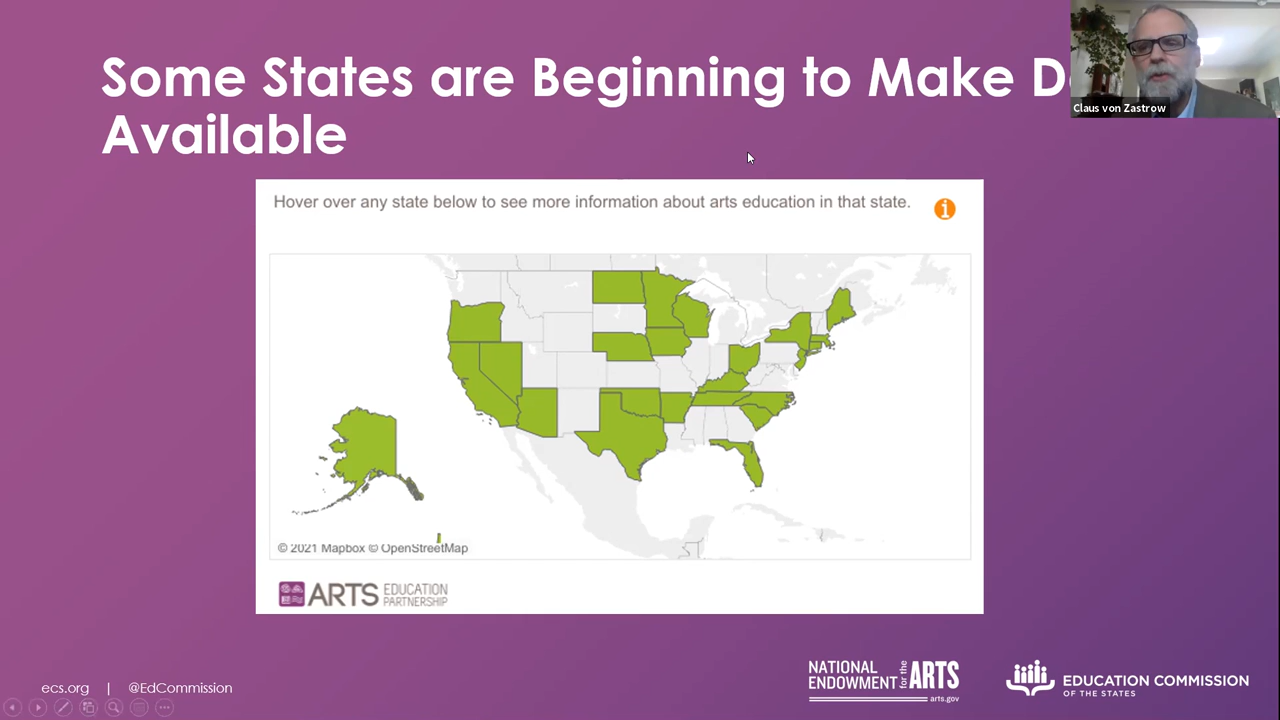 Some States are Beginning to Make D
Available
Claus von Zastrow
Hover over any state below to see more information about arts education in that state.
i
© 2021 Mapbox © OpenStreetMap
ARTS EDUCATION
PARTNERSHIP
NATIONAL
ENDOWMENT for the ARTS
arts.gov
EDUCATION COMMISSION
OF THE STATES
ecs.org | @EdCommission